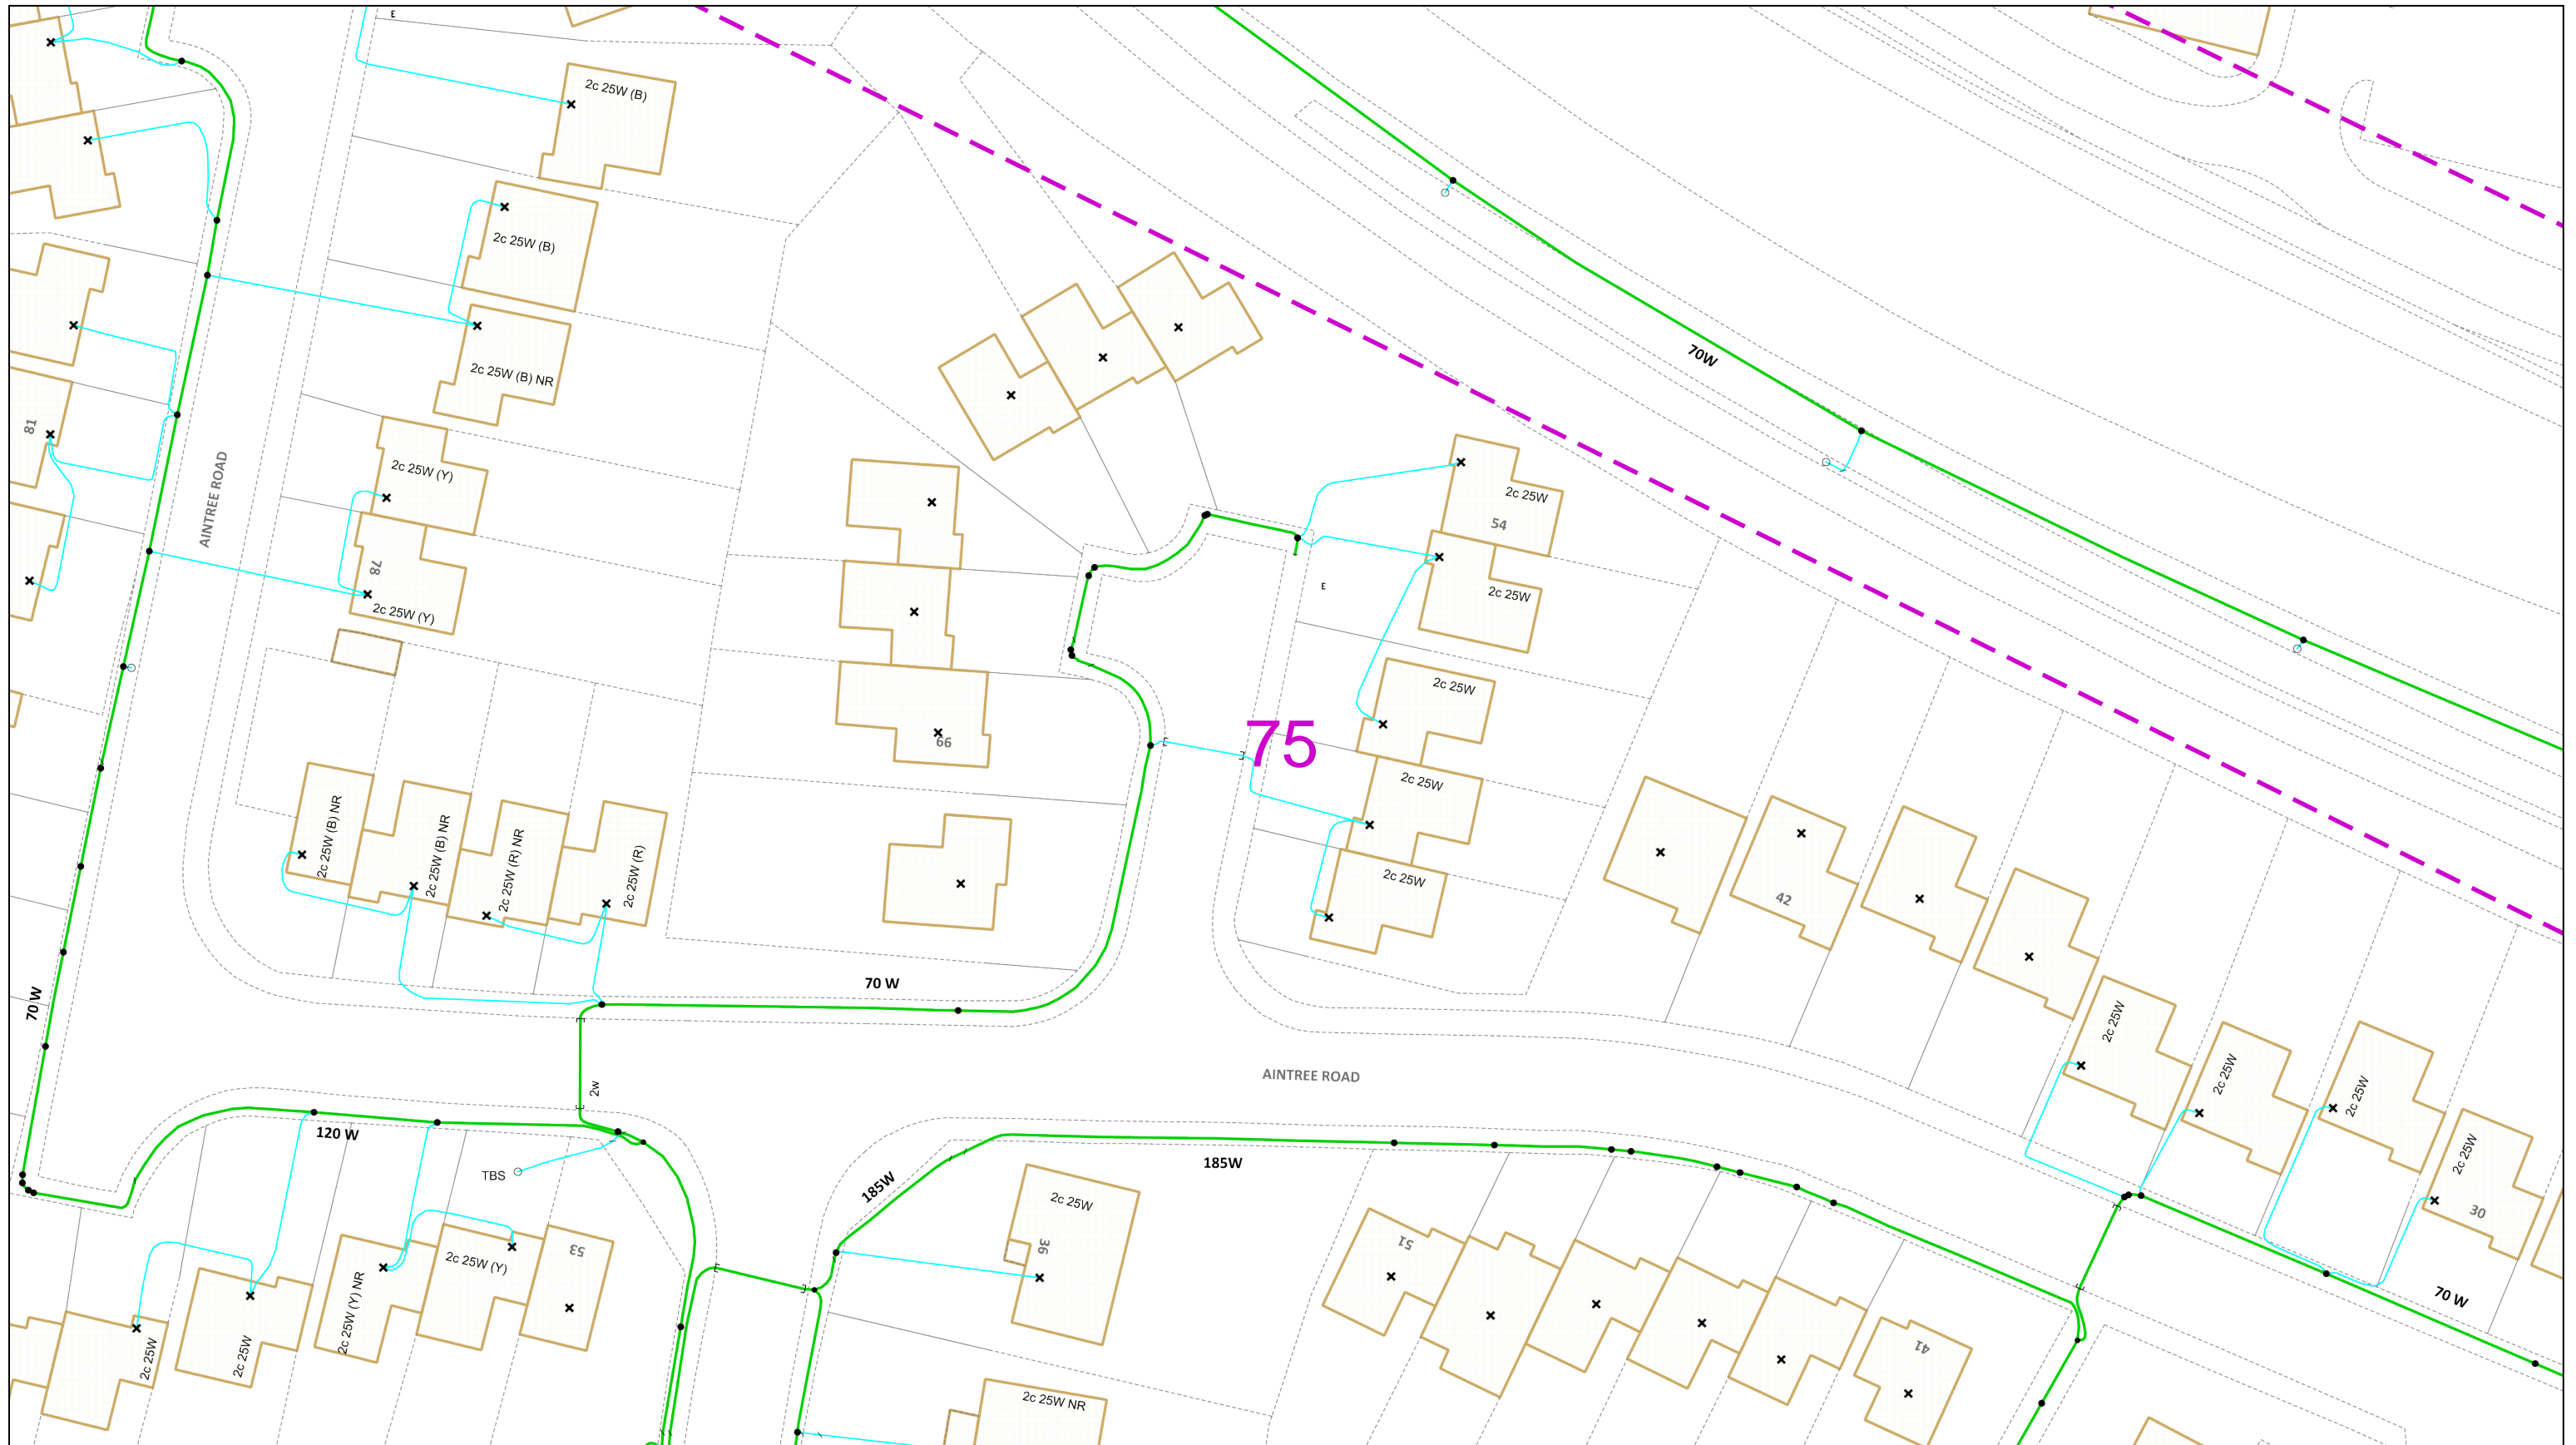 E
2c 25W (B)
2c 25W (B)
2c 25W (B) NR
70W
81
AINTREE ROAD
2c 25W (Y)
2c 25W
54
78
2c 25W (Y)
E
2c 25W
2c 25W
66
75
2c 25W
2c 25W (B) NR
2c 25W (B) NR
2c 25W (R) NR
2c 25W (R)
2c 25W
42
70 W
70 W
2c 25W
2c 25W
2c 25W
2c 25W
30
AINTREE ROAD
2w
120 W
TBS
185W
185W
2c 25W
36
51
53
2c 25W (Y)
2c 25W (Y) NR
2c 25W
2c 25W
41
70 W
2c 25W NR